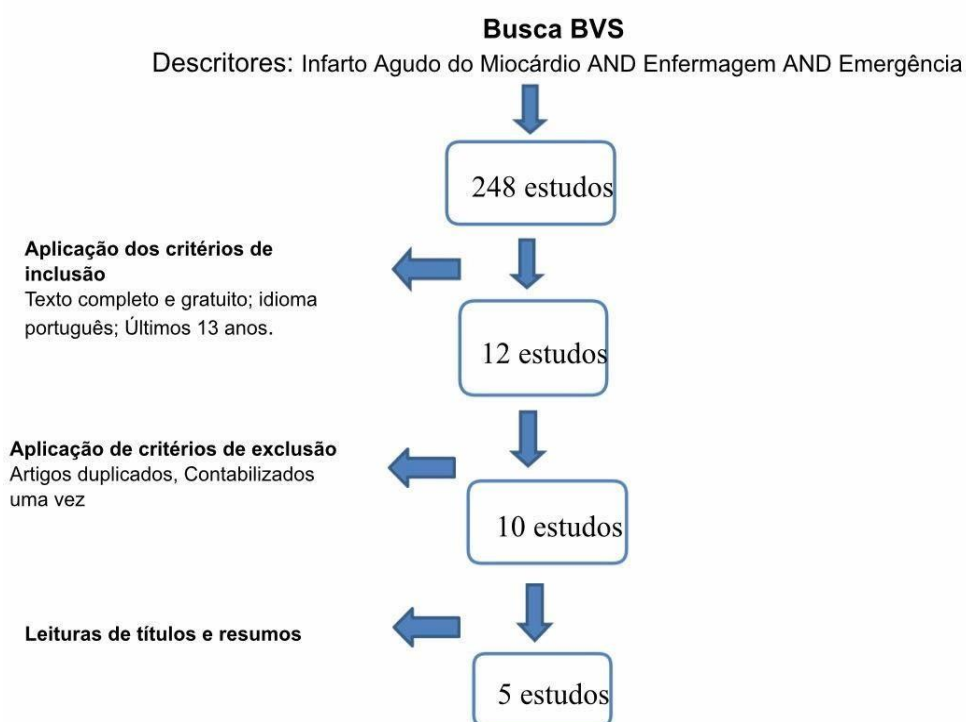 Busca BVS
Descritores: Infarto Agudo do Miocárdio AND Enfermagem AND Emergência
248 estudos
Aplicação dos critérios de
inclusão
Texto completo e gratuito; idioma
português; Últimos 13 anos.
12 estudos
Aplicação de critérios de exclusão
Artigos duplicados, Contabilizados
uma vez
10 estudos
Leituras de títulos e resumos
5 estudos